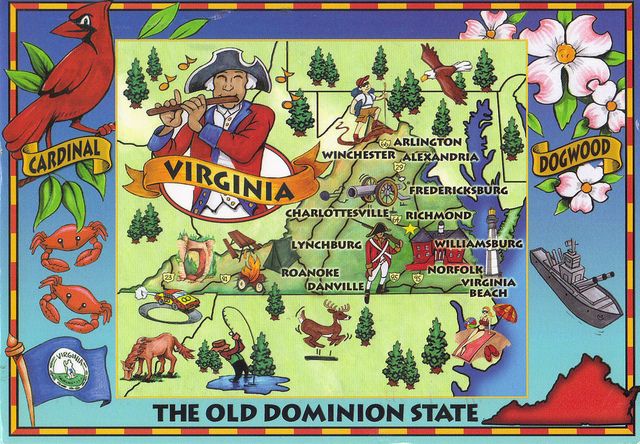 CARDINAL
VIRGINIA
DOGWOOD
ARLINGTON
WINCHESTER ALEXANDRIA
FREDERICKSBURG
CHARLOTTESVILLE RICHMOND
LYNCHBURG WILLIAMSBURG
ROANOKE NORFOLK
DANVILLE VIRGINIA
BEACH
VIRGINIA
THE OLD DOMINION STATE